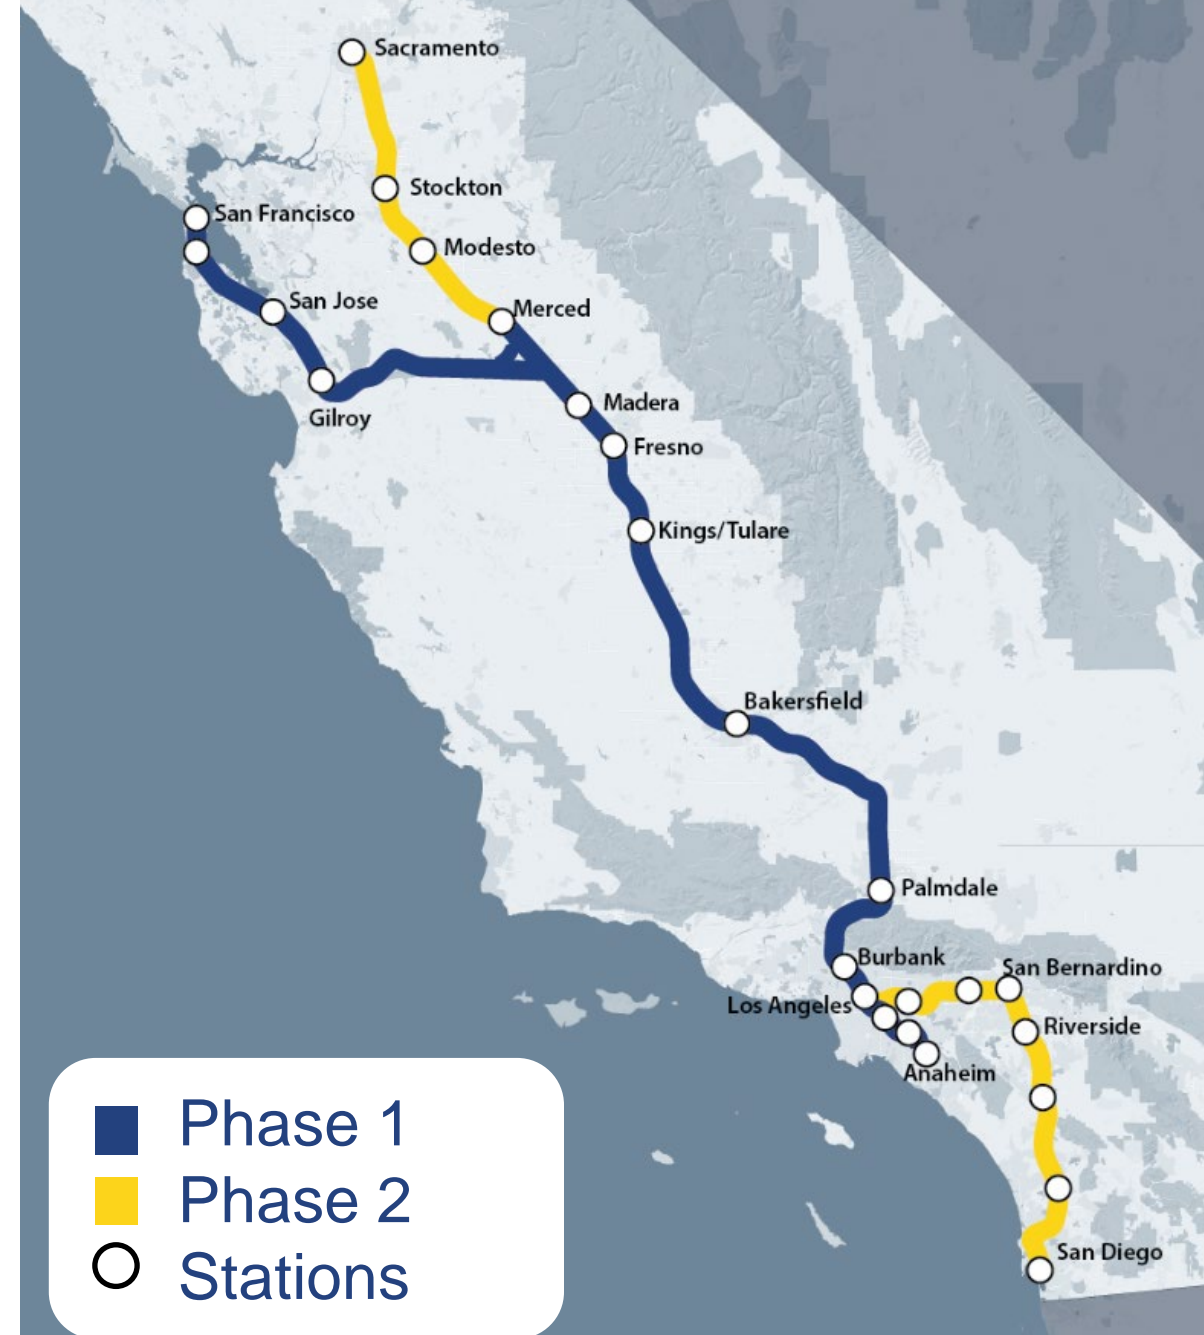 Sacramento
Stockton
San Francisco
Modesto
San Jose
Merced
Madera
Gilroy
Fresno
Kings/Tulare
Bakersfield
Palmdale
Burbank
San Bernardino
Los Angeles
Riverside
Anaheim
San Diego
Phase 1
Phase 2
Stations